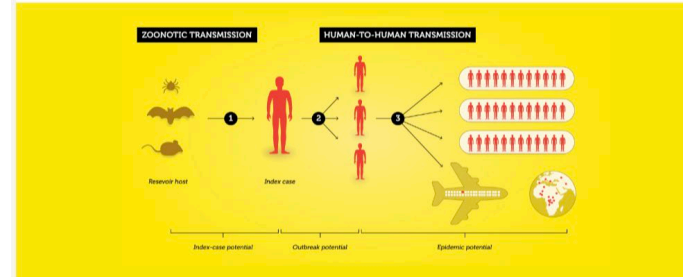 ZOONOTIC TRANSMISSION
HUMAN-TO-HUMAN TRANSMISSION
1
2
3
Resevoir host
Index case
Index-case potential
Outbreak potential
Epidemic potential